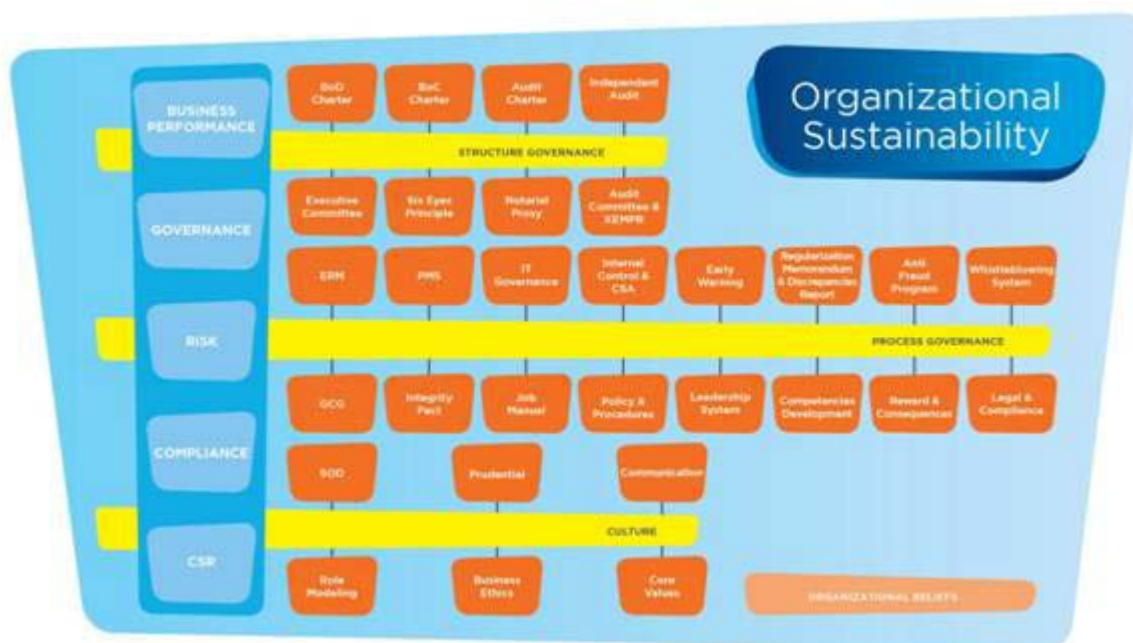 Organizational
Sustainability
BUSINESS
PERFORMANCE
GOVERNANCE
RISK
COMPLIANCE
CSR
BoD
Charter
BoC
Charter
Audit
Charter
Independent
Audit
STRUCTURE GOVERNANCE
Executive
Committee
Six Eyes
Principle
Notarial
Proxy
Audit
Committee &
KEMPR
ERM
PMS
IT
Governance
Internal
Control &
CSA
Early
Warning
Regularization
Memorandum
& Discrepancies
Report
Anti
Fraud
Program
Whistleblowering
System
PROCESS GOVERNANCE
GCG
Integrity
Pact
Job
Manual
Policy &
Procedures
Leadership
System
Competencies
Development
Reward &
Consequences
Legal &
Compliance
SOD
Prudential
Communication
CULTURE
Role
Modeling
Business
Ethics
Core
Values
ORGANIZATIONAL BELIEFS